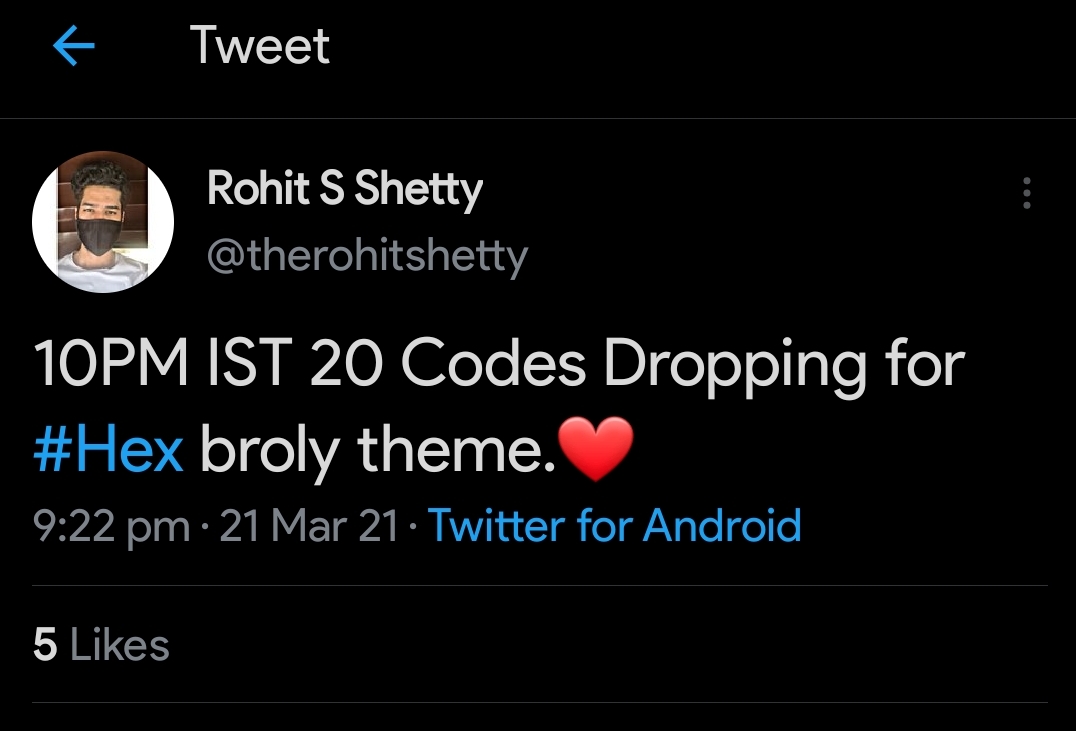 Tweet
Rohit S Shetty
@therohitshetty
10PM IST 20 Codes Dropping for
#Hex broly theme.❤️
9:22 pm · 21 Mar 21 · Twitter for Android
5 Likes